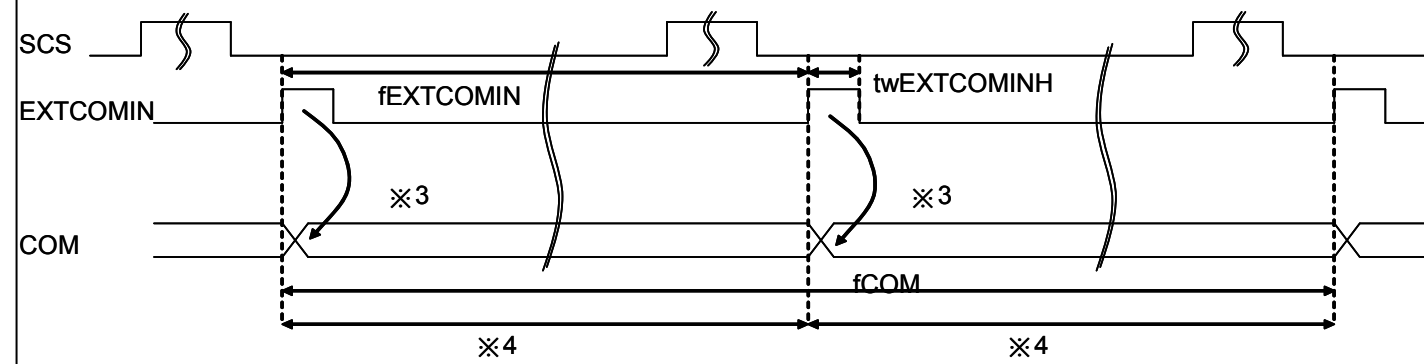 SCS
fEXTCOMIN
twEXTCOMINH
EXTCOMIN
※3
※3
COM
fCOM
※4
※4